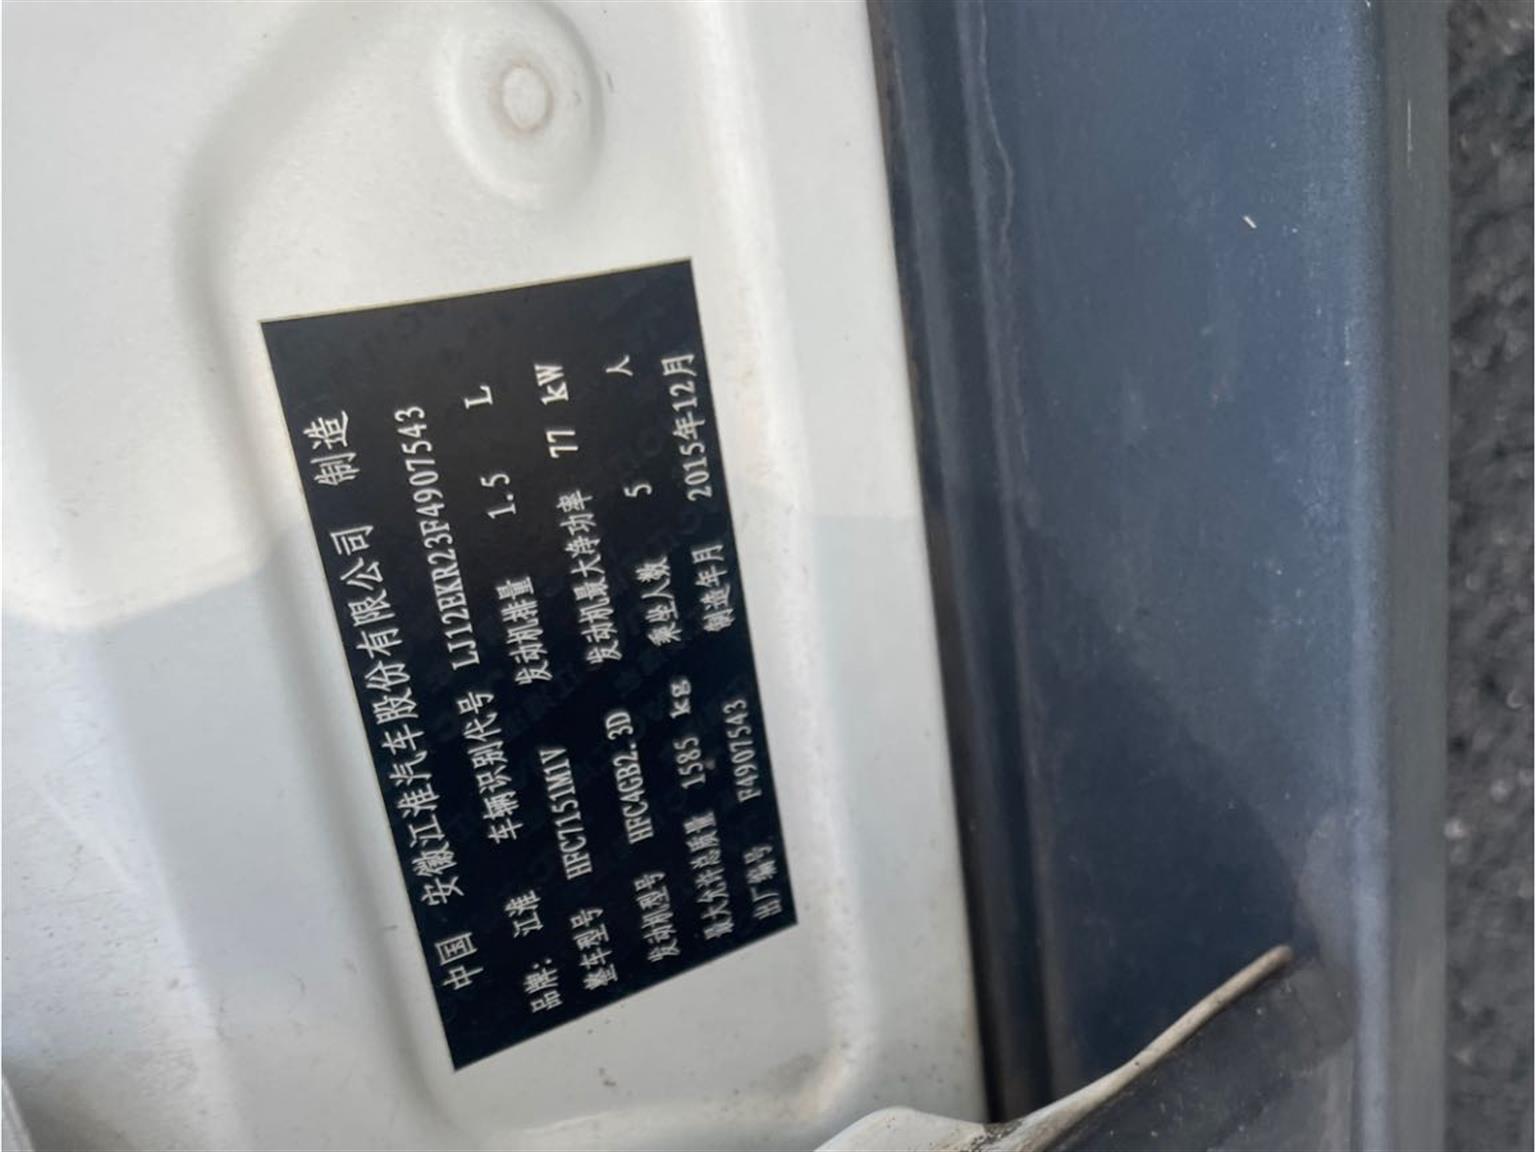 中国 安徽江淮汽车股份有限公司 制造
品牌: 江淮 车辆识别代号 LJ12EKR23F4907543
整车型号 HFC7151M1V 发动机排量 1.5 L
发动机型号 HFC4GB2.3D 发动机最大净功率 77 kW
最大允许总质量 1585 kg 乘坐人数 5 人
出厂编号 F4907543 制造年月 2015年12月